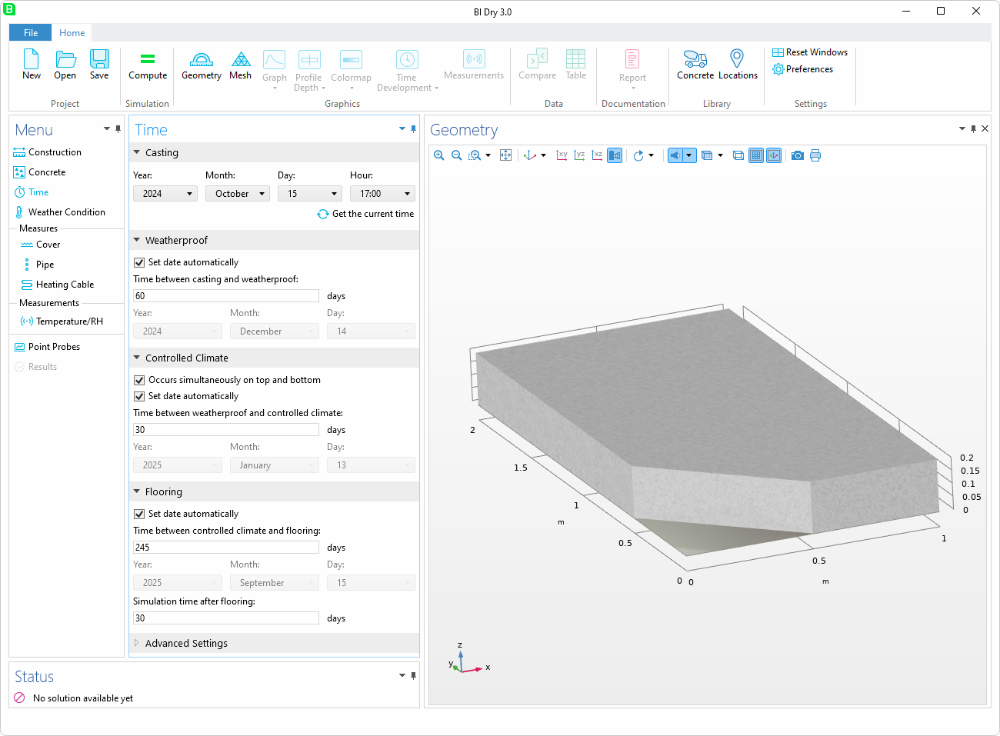 BI Dry 3.0
File Home
New Open Save
Project
Compute
Simulation
Geometry Mesh Graph Profile Depth Colormap Time Development Measurements
Graphics
Compare Table
Data
Report
Documentation
Concrete Locations
Library
Reset Windows
Preferences
Settings
Menu
Construction
Concrete
Time
Weather Condition
Measures
Cover
Pipe
Heating Cable
Measurements
Temperature/RH
Point Probes
Results
Time
Casting
Year: Month: Day: Hour:
2024 October 15 17:00
Get the current time
Weatherproof
Set date automatically
Time between casting and weatherproof:
60 days
Year: Month: Day:
2024 December 14
Controlled Climate
Occurs simultaneously on top and bottom
Set date automatically
Time between weatherproof and controlled climate:
30 days
Year: Month: Day:
2025 January 13
Flooring
Set date automatically
Time between controlled climate and flooring:
245 days
Year: Month: Day:
2025 September 15
Simulation time after flooring:
30 days
Advanced Settings
Geometry
xy yz xz
2
1.5
1
m
0.5
0 0
0.5
m
1
0.2
0.15
0.1
0.05
0
z
y x
Status
No solution available yet